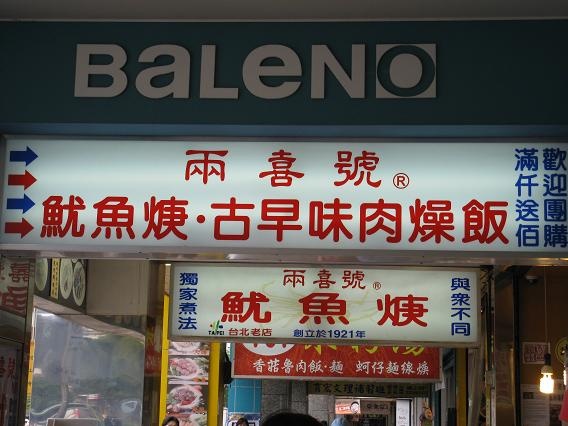 BaLeNO
兩喜號®
魷魚焿·古早味肉燥飯
滿仟送佰
歡迎團購
兩喜號®
獨家煮法
魷魚焿
與眾不同
TAIPEI
台北老店
創立於1921年
香菇魯肉飯·麵 蚵仔麵線焿